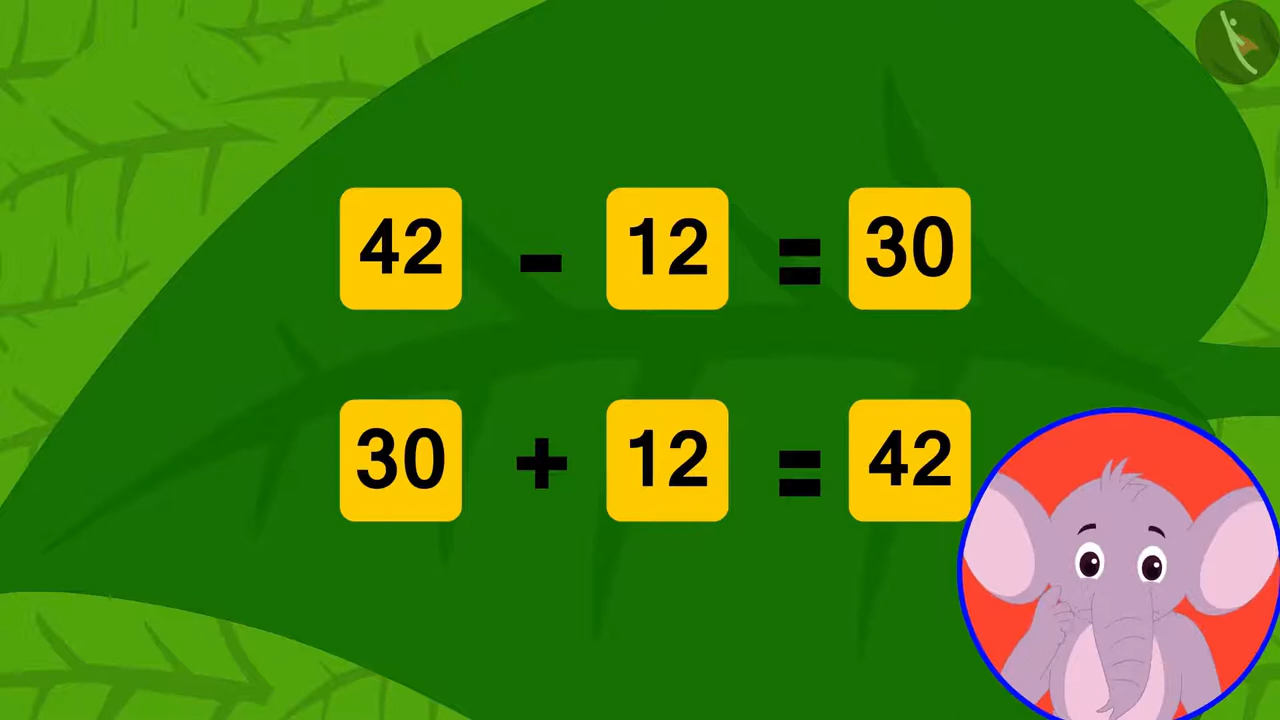 42 - 12 = 30
30 + 12 = 42